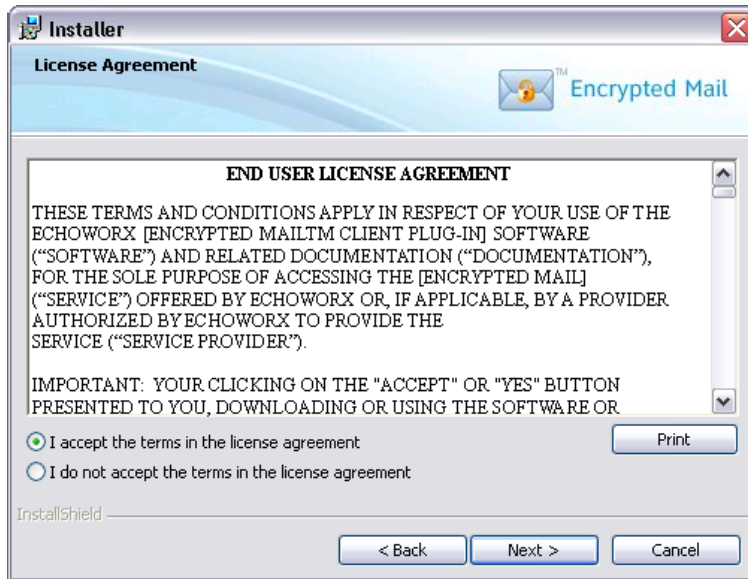 Installer
License Agreement
TM
Encrypted Mail
END USER LICENSE AGREEMENT
THESE TERMS AND CONDITIONS APPLY IN RESPECT OF YOUR USE OF THE
ECHOWORX [ENCRYPTED MAILTM CLIENT PLUG-IN] SOFTWARE
(“SOFTWARE”) AND RELATED DOCUMENTATION (“DOCUMENTATION”),
FOR THE SOLE PURPOSE OF ACCESSING THE [ENCRYPTED MAIL]
(“SERVICE”) OFFERED BY ECHOWORX OR, IF APPLICABLE, BY A PROVIDER
AUTHORIZED BY ECHOWORX TO PROVIDE THE
SERVICE (“SERVICE PROVIDER”).
IMPORTANT:  YOUR CLICKING ON THE "ACCEPT" OR "YES" BUTTON
PRESENTED TO YOU, DOWNLOADING OR USING THE SOFTWARE OR
I accept the terms in the license agreement
Print
I do not accept the terms in the license agreement
InstallShield
< Back
Next >
Cancel